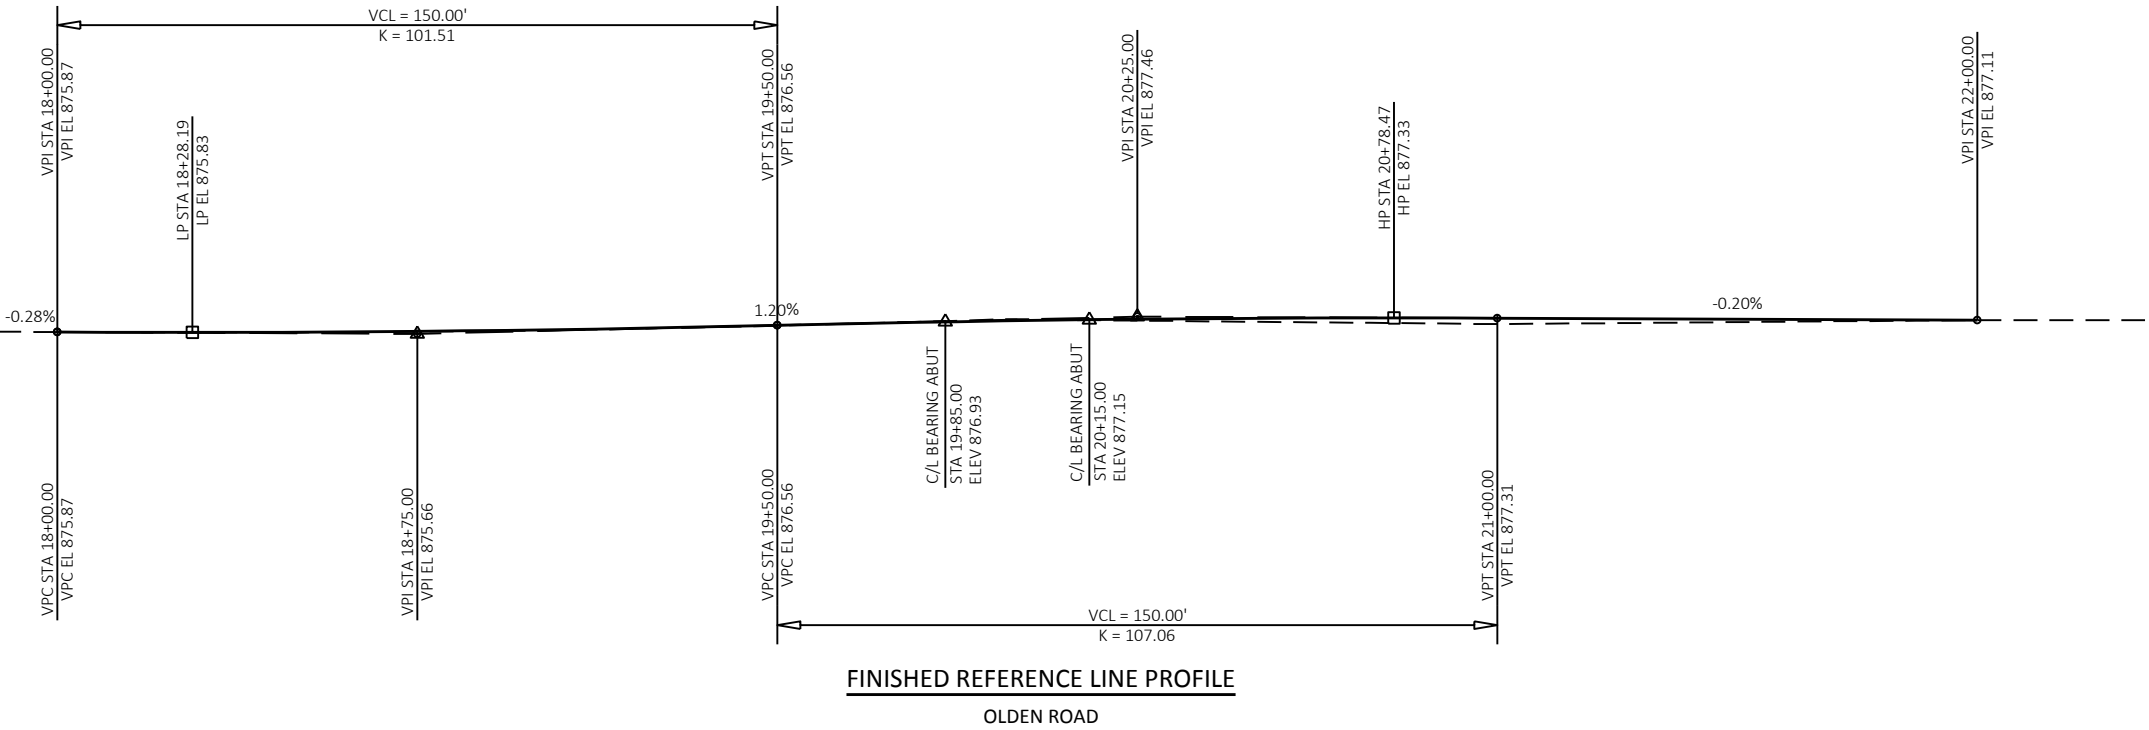 VCL = 150.00'
K = 101.51
VPI STA 18+00.00
VPI EL 875.87
LP STA 18+28.19
LP EL 875.83
VPT STA 19+50.00
VPT EL 876.56
VPI STA 20+25.00
VPI EL 877.46
HP STA 20+78.47
HP EL 877.33
VPI STA 22+00.00
VPI EL 877.11
-0.28%
1.20%
-0.20%
VPC STA 18+00.00
VPC EL 875.87
VPI STA 18+75.00
VPI EL 875.66
VPC STA 19+50.00
VPC EL 876.56
C/L BEARING ABUT
STA 19+85.00
ELEV 876.93
C/L BEARING ABUT
STA 20+15.00
ELEV 877.15
VPT STA 21+00.00
VPT EL 877.31
VCL = 150.00'
K = 107.06
FINISHED REFERENCE LINE PROFILE
OLDEN ROAD